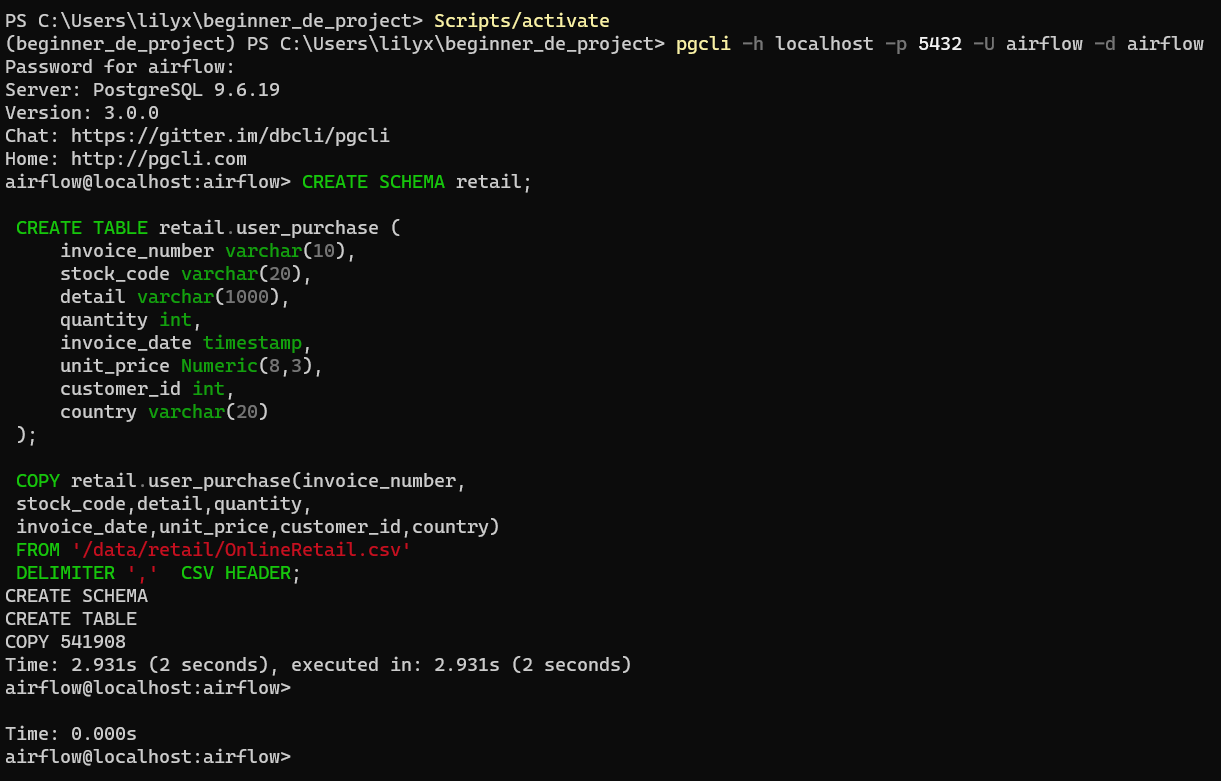 PS C:\Users\lilyx\beginner_de_project> Scripts/activate
(beginner_de_project) PS C:\Users\lilyx\beginner_de_project> pgcli -h localhost -p 5432 -U airflow -d airflow
Password for airflow:
Server: PostgreSQL 9.6.19
Version: 3.0.0
Chat: https://gitter.im/dbcli/pgcli
Home: http://pgcli.com
airflow@localhost:airflow> CREATE SCHEMA retail;
CREATE TABLE retail.user_purchase (
invoice_number varchar(10),
stock_code varchar(20),
detail varchar(1000),
quantity int,
invoice_date timestamp,
unit_price Numeric(8,3),
customer_id int,
country varchar(20)
);
COPY retail.user_purchase(invoice_number,
stock_code,detail,quantity,
invoice_date,unit_price,customer_id,country)
FROM '/data/retail/OnlineRetail.csv'
DELIMITER ',' CSV HEADER;
CREATE SCHEMA
CREATE TABLE
COPY 541908
Time: 2.931s (2 seconds), executed in: 2.931s (2 seconds)
airflow@localhost:airflow>
Time: 0.000s
airflow@localhost:airflow>